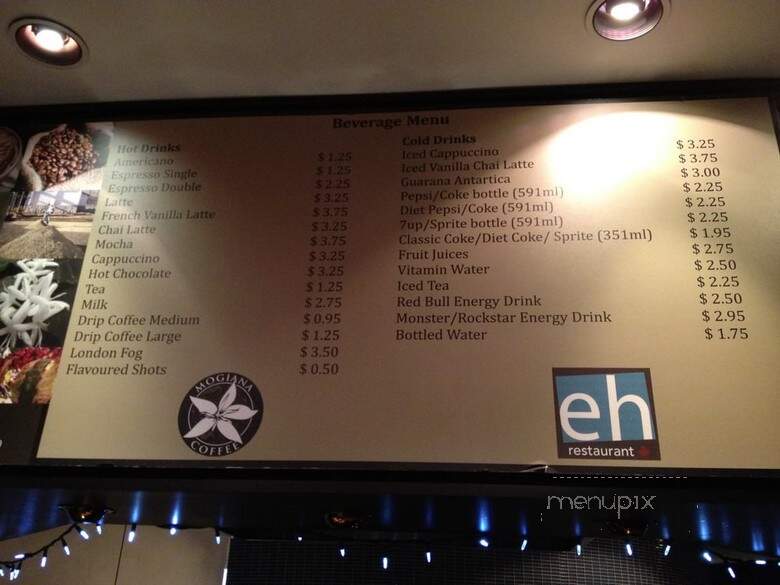 Beverage Menu
Hot Drinks
Americano $ 1.25
Espresso Single $ 1.25
Espresso Double $ 2.25
Latte $ 3.25
French Vanilla Latte $ 3.75
Chai Latte $ 3.25
Mocha $ 3.75
Cappuccino $ 3.25
Hot Chocolate $ 3.25
Tea $ 1.25
Milk $ 2.75
Drip Coffee Medium $ 0.95
Drip Coffee Large $ 1.25
London Fog $ 3.50
Flavoured Shots $ 0.50
Cold Drinks
Iced Cappuccino $ 3.25
Iced Vanilla Chai Latte $ 3.75
Guarana Antartica $ 3.00
Pepsi/Coke bottle (591ml) $ 2.25
Diet Pepsi/Coke (591ml) $ 2.25
7up/Sprite bottle (591ml) $ 2.25
Classic Coke/Diet Coke/ Sprite (351ml) $ 1.95
Fruit Juices $ 2.75
Vitamin Water $ 2.50
Iced Tea $ 2.25
Red Bull Energy Drink $ 2.50
Monster/Rockstar Energy Drink $ 2.95
Bottled Water $ 1.75
MOGIANA
COFFEE
eh
restaurant
menupix